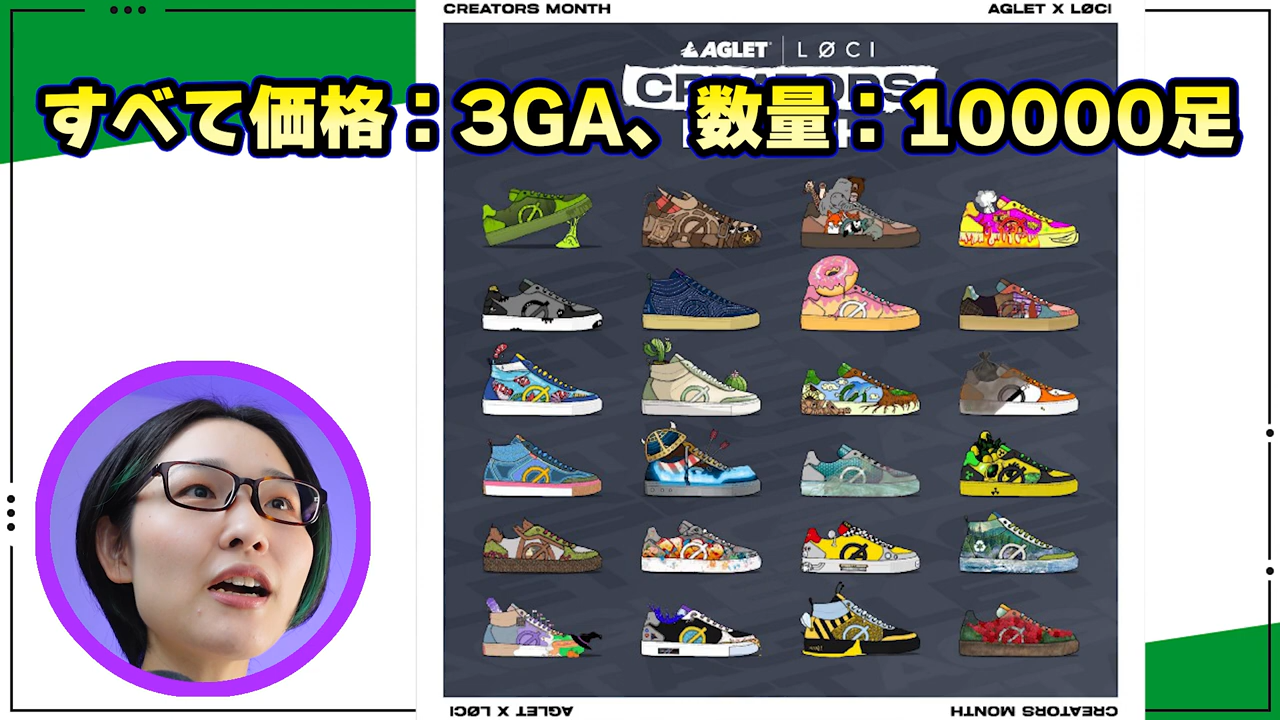 CREATORS MONTH
AGLET X LØCI
AGLET | LØCI
CREATORS
すべて価格：3GA、数量：10000足
AGLET X LØCI
CREATORS MONTH